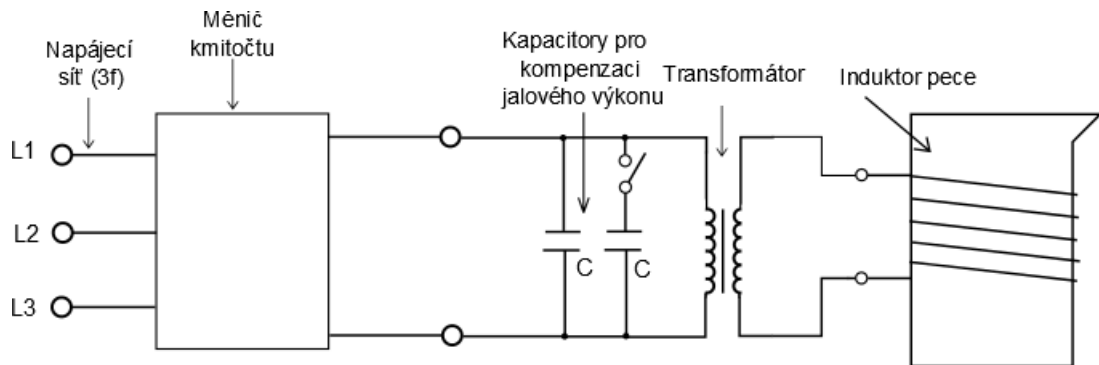 Napájecí
síť (3f)
Měnič
kmitočtu
Kapacitory pro
kompenzaci
jalového výkonu
Transformátor
Induktor pece
L1
L2
L3
C
C